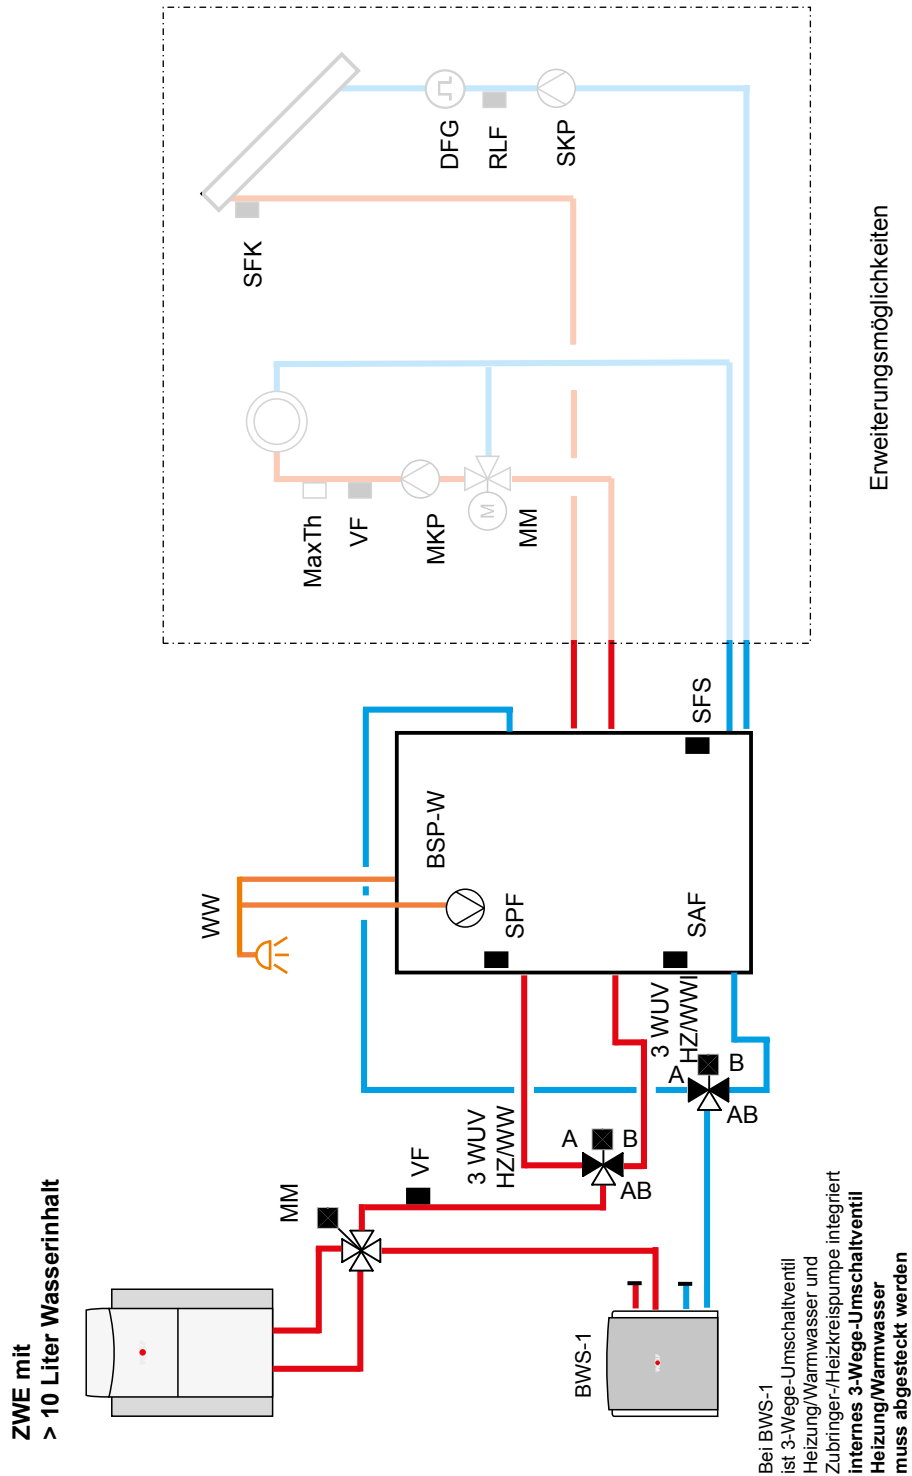 ZWE mit
> 10 Liter Wasserinhalt
MM
VF
3 WUV
HZ/WW
A
B
AB
BWS-1
Bei BWS-1
ist 3-Wege-Umschaltventil
Heizung/Warmwasser und
Zubringer-/Heizkreispumpe integriert
internes 3-Wege-Umschaltventil
Heizung/Warmwasser
muss abgesteckt werden
WW
BSP-W
SPF
SAF
SFS
3 WUV
HZ/WWI
A
B
AB
MaxTh
VF
MKP
MM
M
SFK
DFG
RLF
SKP
Erweiterungsmöglichkeiten